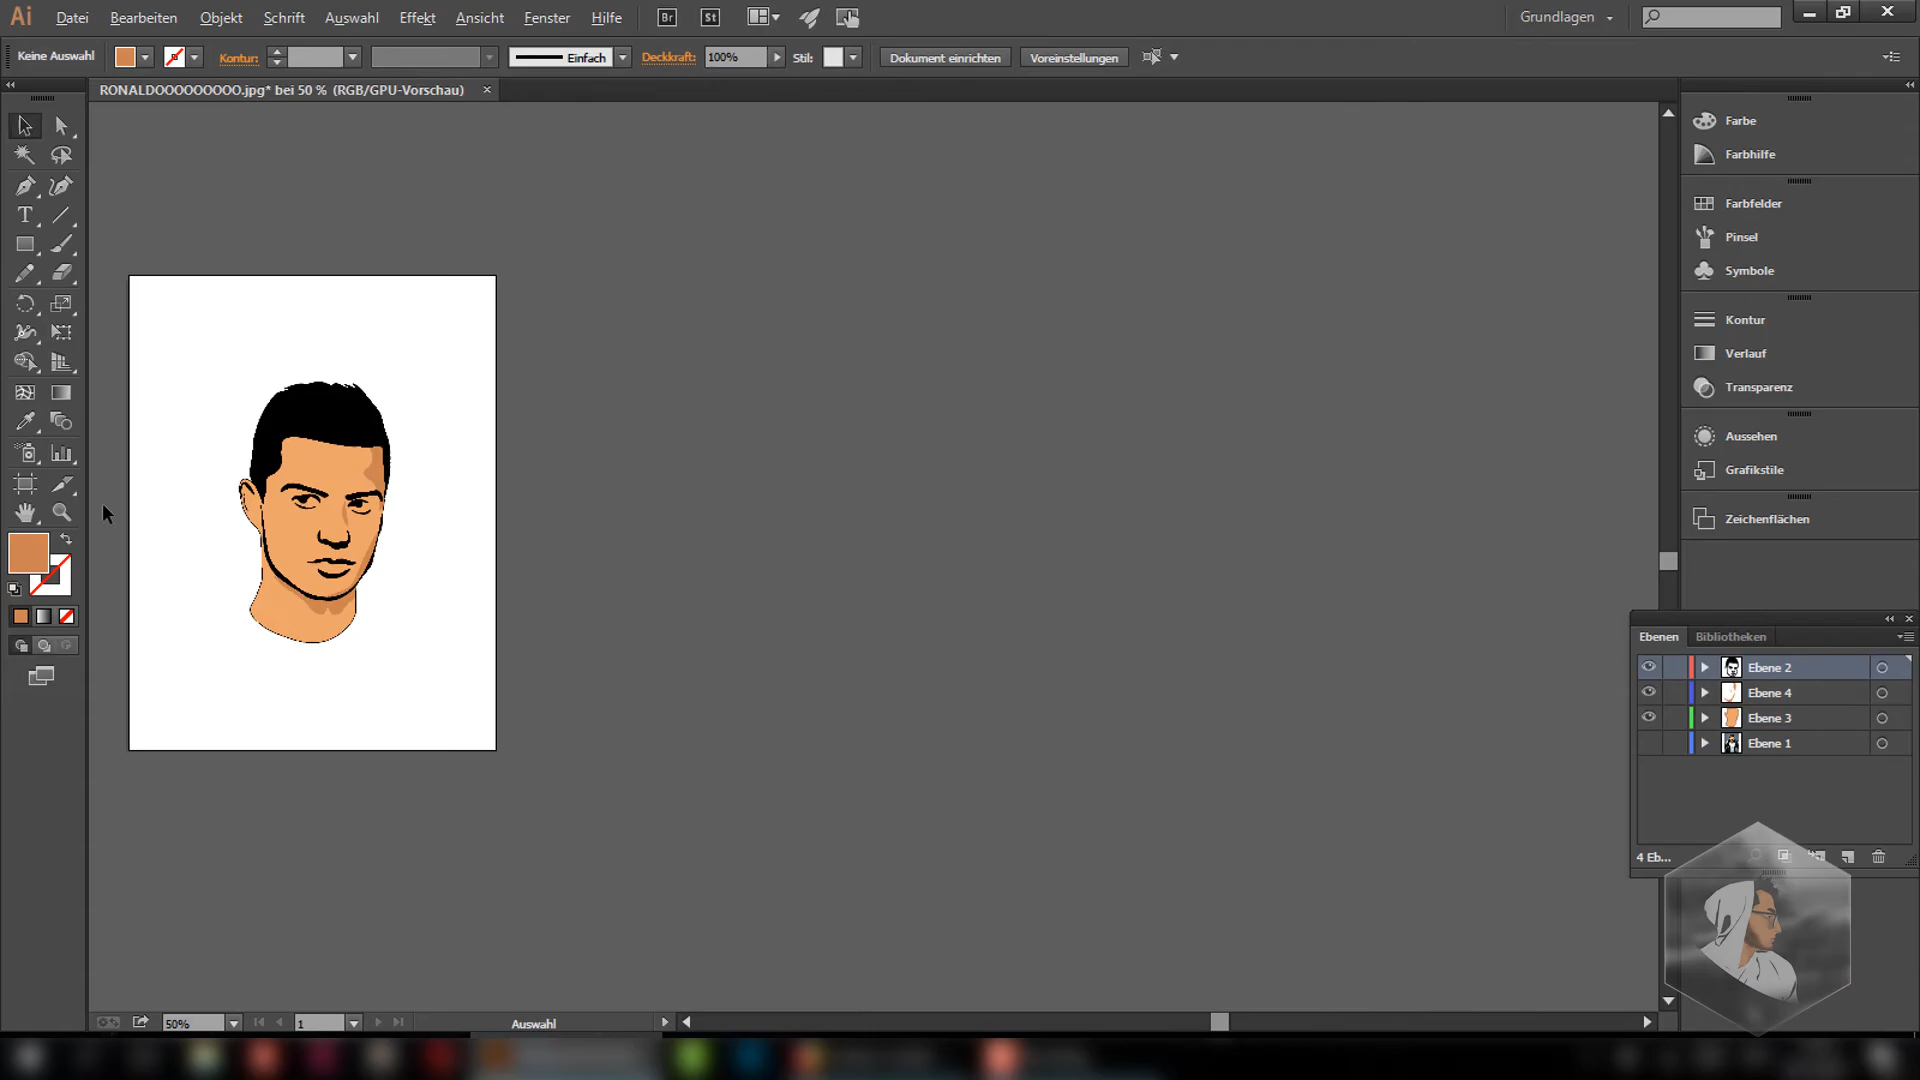 Ai Datei Bearbeiten Objekt Schrift Auswahl Effekt Ansicht Fenster Hilfe Br St Grundlagen
Keine Auswahl Kontur: Einfach Deckkraft: 100% Stil: Dokument einrichten Voreinstellungen
RONALDOOOOOOOOO.jpg* bei 50 % (RGB/GPU-Vorschau)
Farbe
Farbhilfe
Farbfelder
Pinsel
Symbole
Kontur
Verlauf
Transparenz
Aussehen
Grafikstile
Zeichenflächen
Ebenen Bibliotheken
Ebene 2
Ebene 4
Ebene 3
Ebene 1
4 Eb...
50% 1 Auswahl